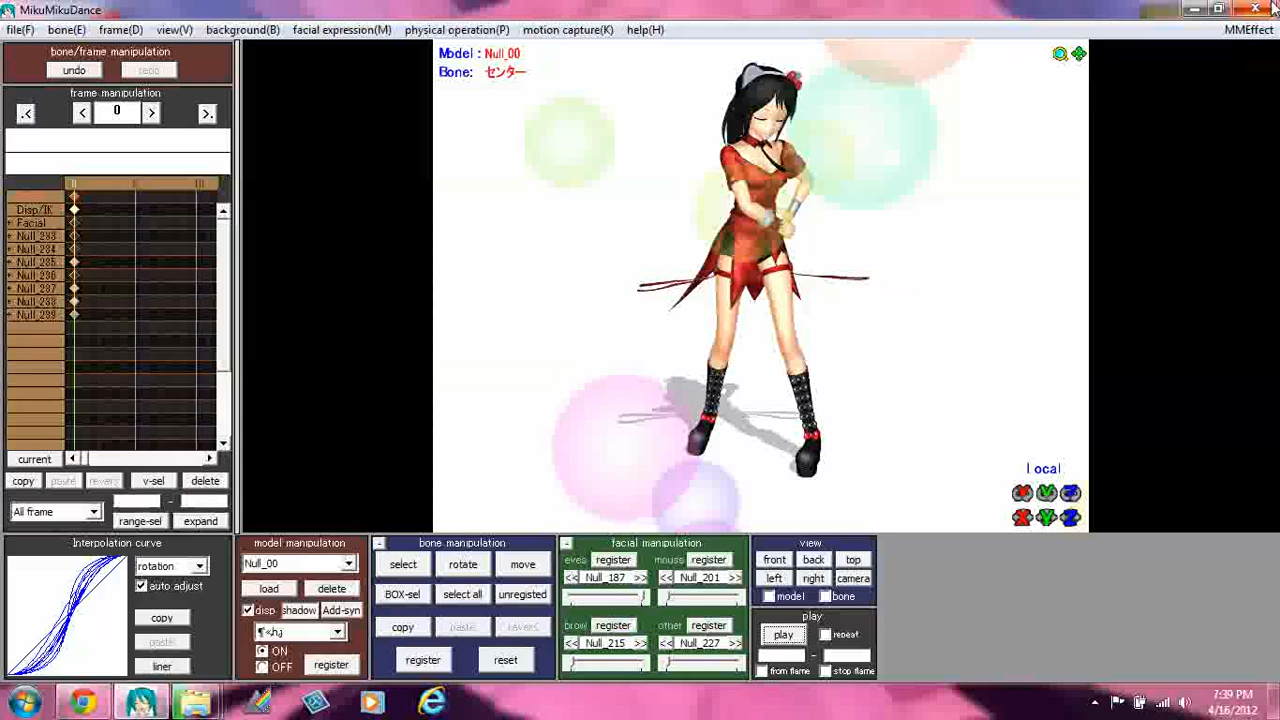 MikuMikuDance
file(F) bone(E) frame(D) view(V) background(B) facial expression(M) physical operation(P) motion capture(K) help(H) MMEffect
bone/frame manipulation
undo redo
frame manipulation
.< < 0 > >.
Model : Null_00
Bone: センター
Disp/IK
Facial
Null_233
Null_234
Null_235
Null_236
Null_237
Null_238
Null_239
current
copy paste revers v-sel delete
All frame -
range-sel expand
local
X Y Z
X Y Z
Interpolation curve
rotation
auto adjust
copy
paste
liner
model manipulation
Null_00
load delete
disp shadow Add-syn
ON
OFF register
- bone manipulation
select rotate move
BOX-sel select all unregisted
copy paste revers
register reset
- facial manipulation
eyes register mouse register
<< Null_187 >> << Null_201 >>
brow register other register
<< Null_215 >> << Null_227 >>
view
front back top
left right camera
model bone
play
play repeat
-
from flame stop flame
7:39 PM
4/16/2012